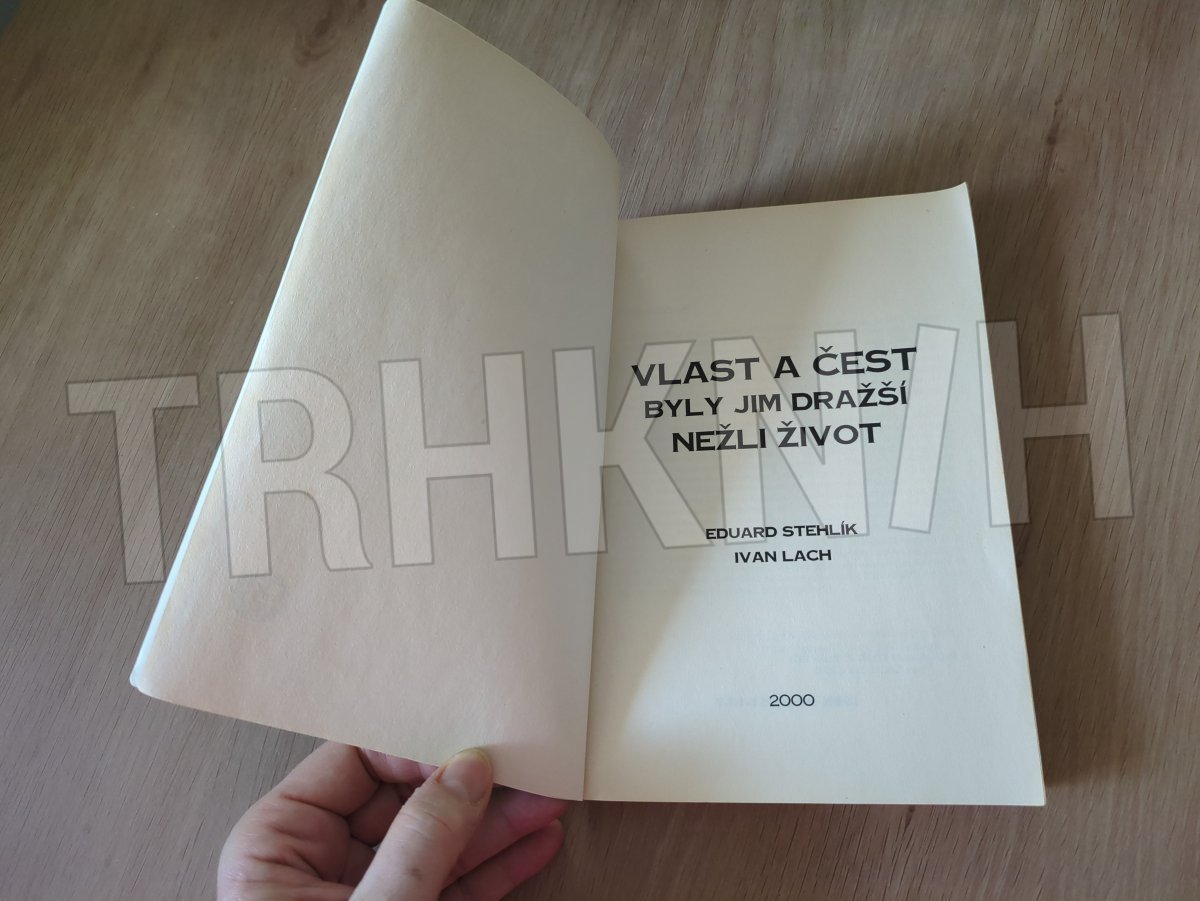 VLAST A ČEST
BYLY JIM DRAŽŠÍ
NEŽLI ŽIVOT
EDUARD STEHLÍK
IVAN LACH
2000
TRHKNIH